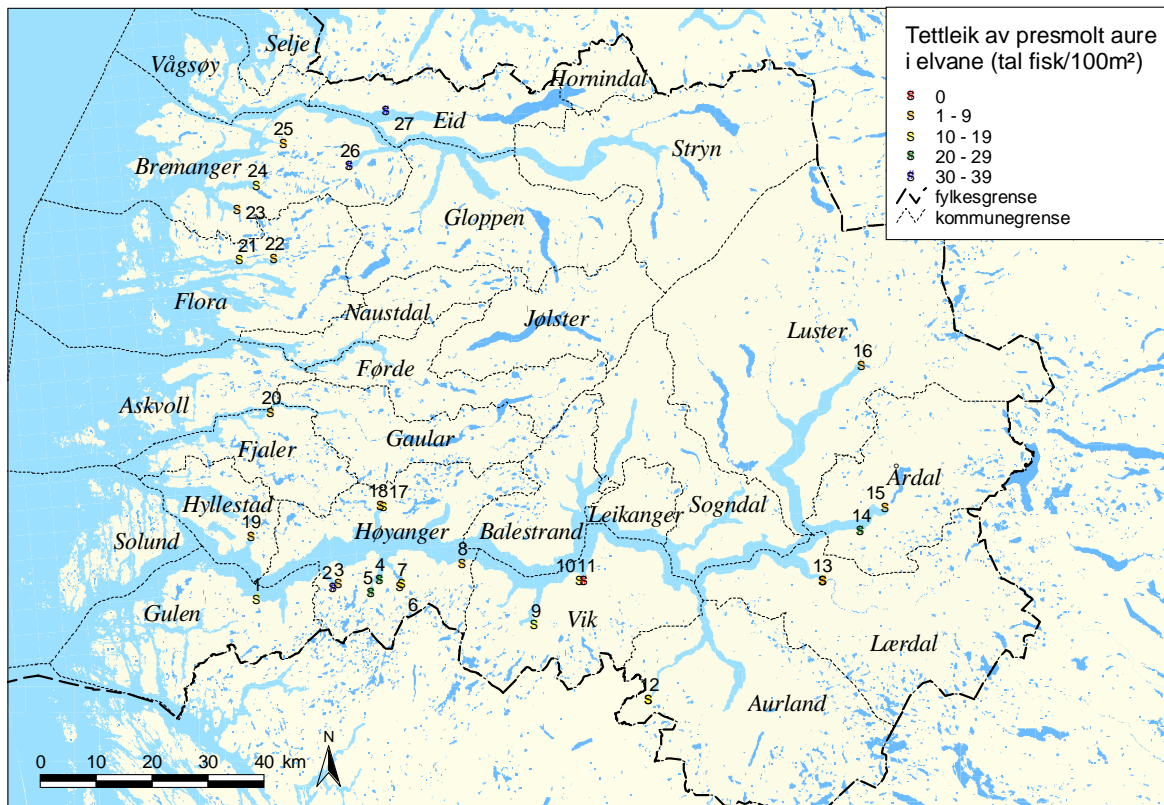 Tettleik av presmolt aure
i elvane (tal fisk/100m²)
S 0
S 1 - 9
S 10 - 19
S 20 - 29
S 30 - 39
fylkesgrense
kommunegrense
Selje
Vågsøy
Hornindal
Eid
27
25
Stryn
26
Bremanger
24
23
Gloppen
21 22
Flora
Naustdal
Jølster
Luster
16
Førde
Askvoll
20
Gaular
Fjaler
Årdal
15
18 17
Hyllestad
14
19
Høyanger
Balestrand
Leikanger
Sogndal
Solund
8
1
2 3
4
5
7
6
10 11
13
Gulen
9
Vik
Lærdal
12
Aurland
N
0 10 20 30 40 km